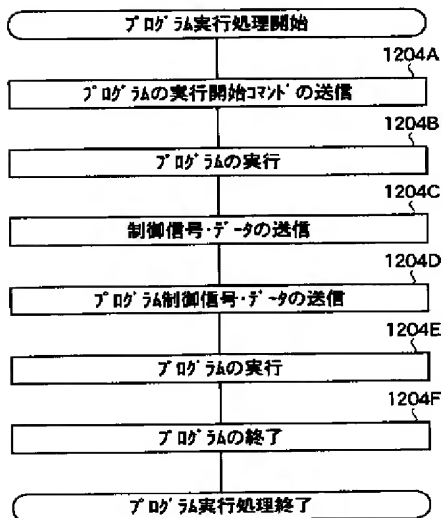 プログラム実行処理開始
1204A
プログラムの実行開始コマンドの送信
1204B
プログラムの実行
1204C
制御信号・データの送信
1204D
プログラム制御信号・データの送信
1204E
プログラムの実行
1204F
プログラムの終了
プログラム実行処理終了